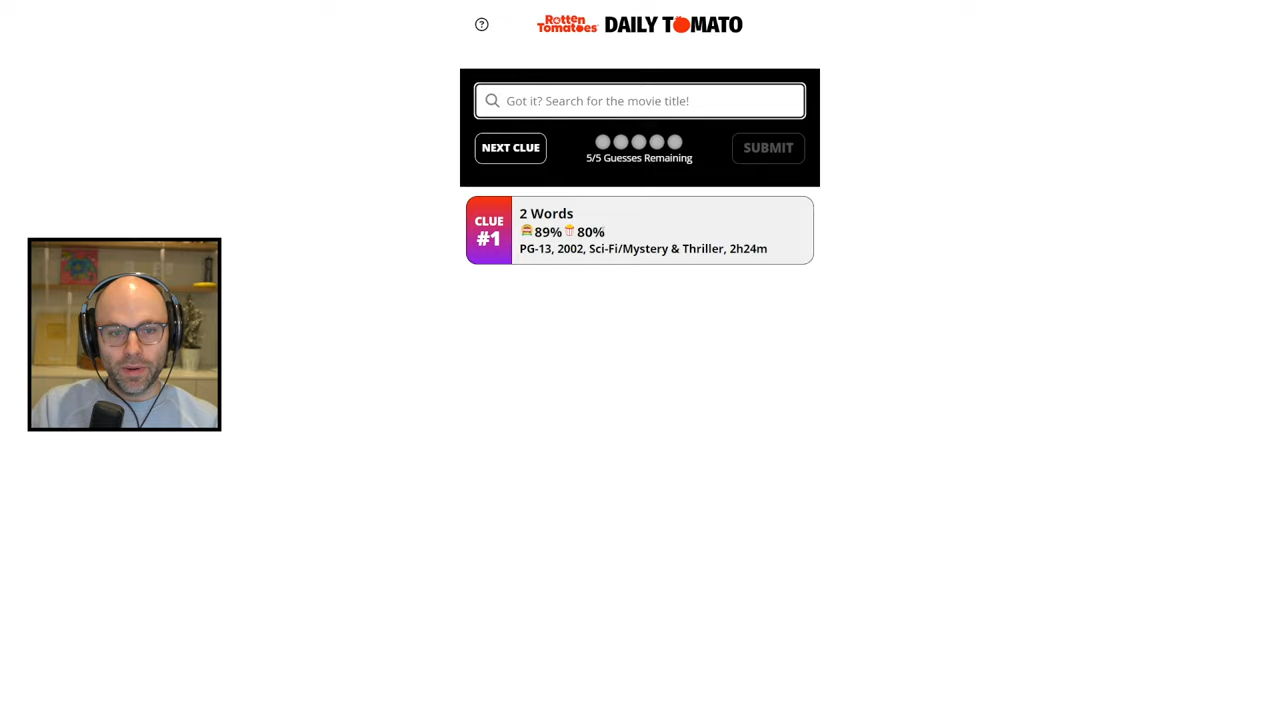 Rotten Tomatoes DAILY TOMATO
Got it? Search for the movie title!
NEXT CLUE
5/5 Guesses Remaining
SUBMIT
CLUE #1
2 Words
89% 80%
PG-13, 2002, Sci-Fi/Mystery & Thriller, 2h24m